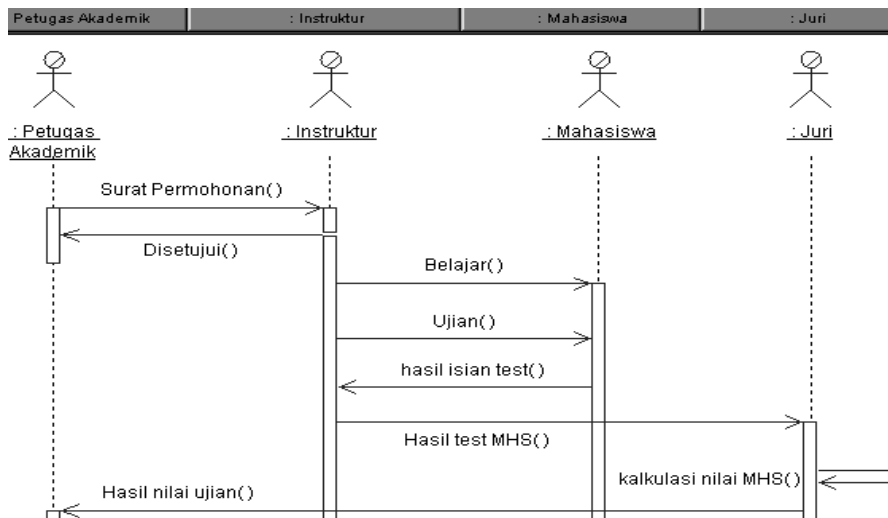 Petugas Akademik
: Instruktur
: Mahasiswa
: Juri
: Petugas
Akademik
: Instruktur
: Mahasiswa
: Juri
Surat Permohonan( )
Disetujui( )
Belajar( )
Ujian( )
hasil isian test( )
Hasil test MHS( )
kalkulasi nilai MHS( )
Hasil nilai ujian( )